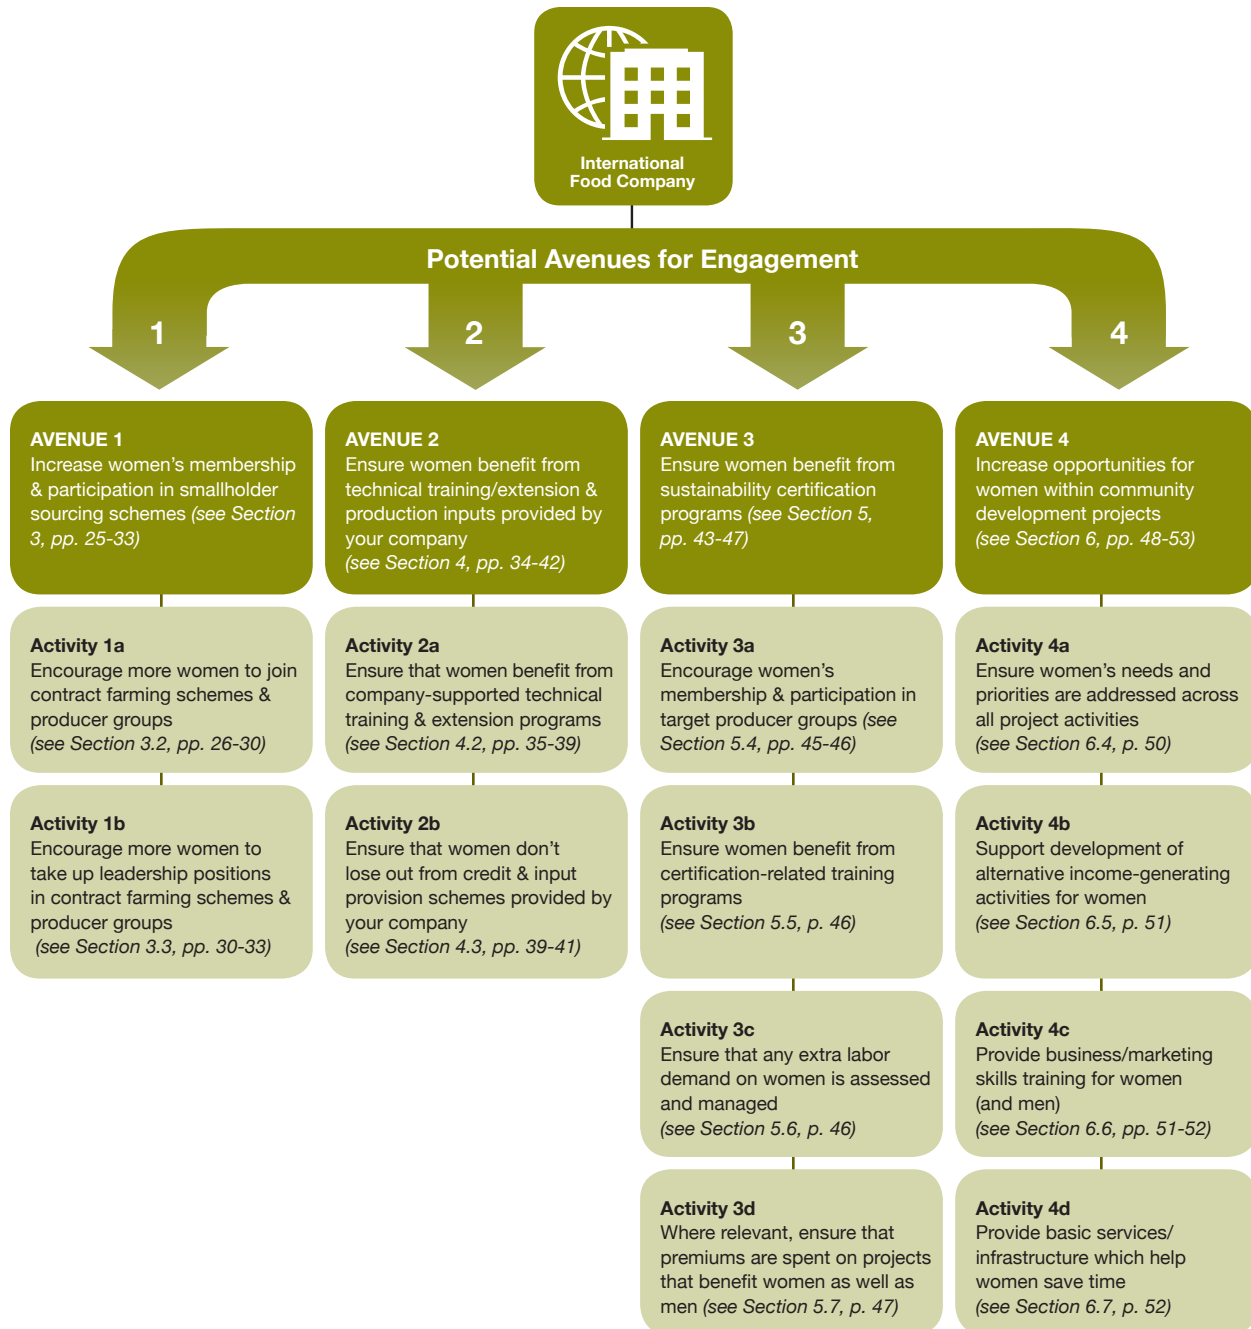 International
Food Company
Potential Avenues for Engagement
1
2
3
4
AVENUE 1
Increase women’s membership
& participation in smallholder
sourcing schemes (see Section
3, pp. 25-33)
AVENUE 2
Ensure women benefit from
technical training/extension &
production inputs provided by
your company
(see Section 4, pp. 34-42)
AVENUE 3
Ensure women benefit from
sustainability certification
programs (see Section 5,
pp. 43-47)
AVENUE 4
Increase opportunities for
women within community
development projects
(see Section 6, pp. 48-53)
Activity 1a
Encourage more women to join
contract farming schemes &
producer groups
(see Section 3.2, pp. 26-30)
Activity 2a
Ensure that women benefit from
company-supported technical
training & extension programs
(see Section 4.2, pp. 35-39)
Activity 3a
Encourage women’s
membership & participation in
target producer groups (see
Section 5.4, pp. 45-46)
Activity 4a
Ensure women’s needs and
priorities are addressed across
all project activities
(see Section 6.4, p. 50)
Activity 1b
Encourage more women to
take up leadership positions
in contract farming schemes &
producer groups
(see Section 3.3, pp. 30-33)
Activity 2b
Ensure that women don’t
lose out from credit & input
provision schemes provided by
your company
(see Section 4.3, pp. 39-41)
Activity 3b
Ensure women benefit from
certification-related training
programs
(see Section 5.5, p. 46)
Activity 4b
Support development of
alternative income-generating
activities for women
(see Section 6.5, p. 51)
Activity 3c
Ensure that any extra labor
demand on women is assessed
and managed
(see Section 5.6, p. 46)
Activity 4c
Provide business/marketing
skills training for women
(and men)
(see Section 6.6, pp. 51-52)
Activity 3d
Where relevant, ensure that
premiums are spent on projects
that benefit women as well as
men (see Section 5.7, p. 47)
Activity 4d
Provide basic services/
infrastructure which help
women save time
(see Section 6.7, p. 52)